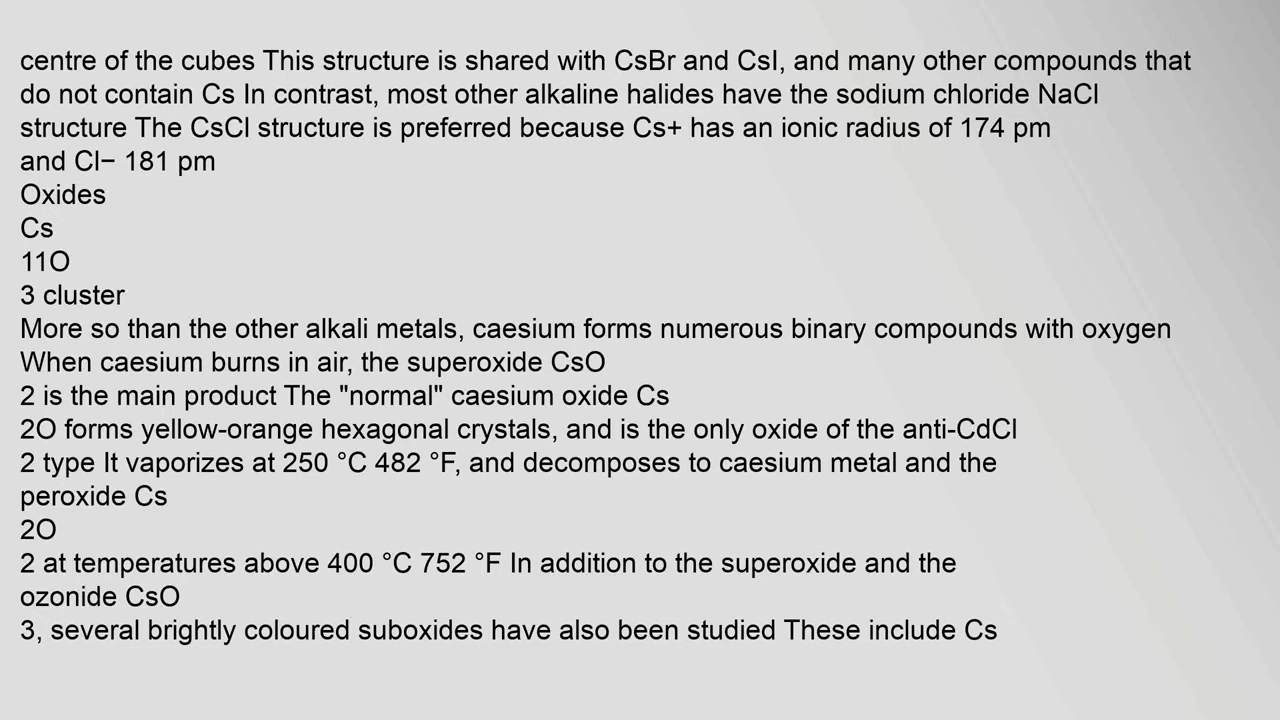 centre of the cubes This structure is shared with CsBr and CsI, and many other compounds that
do not contain Cs In contrast, most other alkaline halides have the sodium chloride NaCl
structure The CsCl structure is preferred because Cs+ has an ionic radius of 174 pm
and Cl− 181 pm
Oxides
Cs
11O
3 cluster
More so than the other alkali metals, caesium forms numerous binary compounds with oxygen
When caesium burns in air, the superoxide CsO
2 is the main product The "normal" caesium oxide Cs
2O forms yellow-orange hexagonal crystals, and is the only oxide of the anti-CdCl
2 type It vaporizes at 250 °C 482 °F, and decomposes to caesium metal and the
peroxide Cs
2O
2 at temperatures above 400 °C 752 °F In addition to the superoxide and the
ozonide CsO
3, several brightly coloured suboxides have also been studied These include Cs